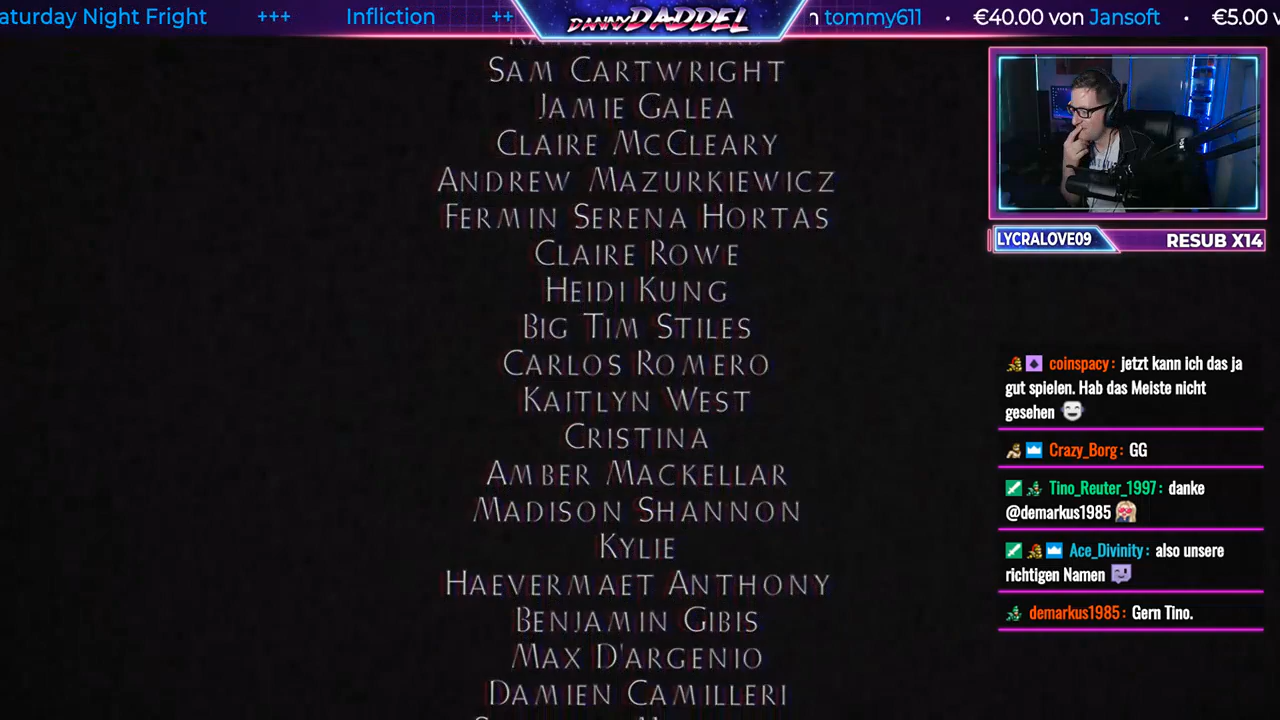 aturday Night Fright +++ Infliction ++ DANNYDADDEL n tommy611 • €40.00 von Jansoft • €5.00 v
SAM CARTWRIGHT
JAMIE GALEA
CLAIRE MCCLEARY
ANDREW MAZURKIEWICZ
FERMIN SERENA HORTAS
CLAIRE ROWE
HEIDI KUNG
BIG TIM STILES
CARLOS ROMERO
KAITLYN WEST
CRISTINA
AMBER MACKELLAR
MADISON SHANNON
KYLIE
HAEVERMAET ANTHONY
BENJAMIN GIBIS
MAX D'ARGENIO
DAMIEN CAMILLERI
LYCRALOVE09 RESUB X14
coinspacy: jetzt kann ich das ja
gut spielen. Hab das Meiste nicht
gesehen
Crazy_Borg: GG
Tino_Reuter_1997: danke
@demarkus1985
Ace_Divinity: also unsere
richtigen Namen
demarkus1985: Gern Tino.